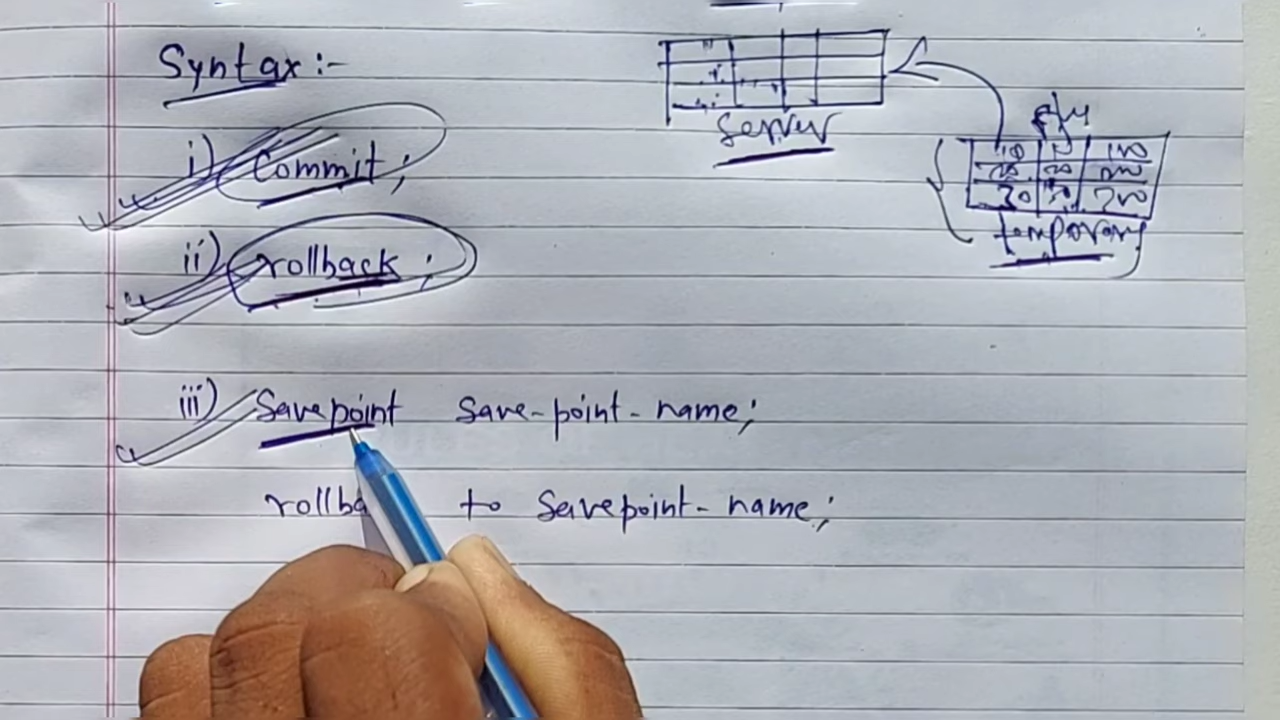 Syntax:-
Server
i) Commit;
temporary
ii) rollback;
iii) Savepoint save-point-name;
rollba to savepoint-name;